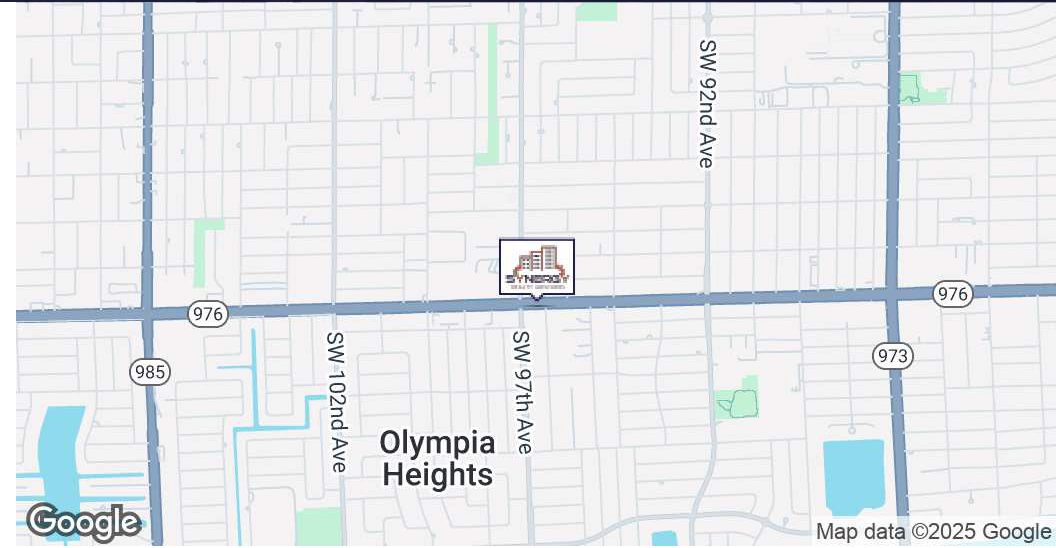 SW 92nd Ave
SYNERGY
976
976
985
973
SW 102nd Ave
SW 97th Ave
Olympia
Heights
Google
Map data ©2025 Google